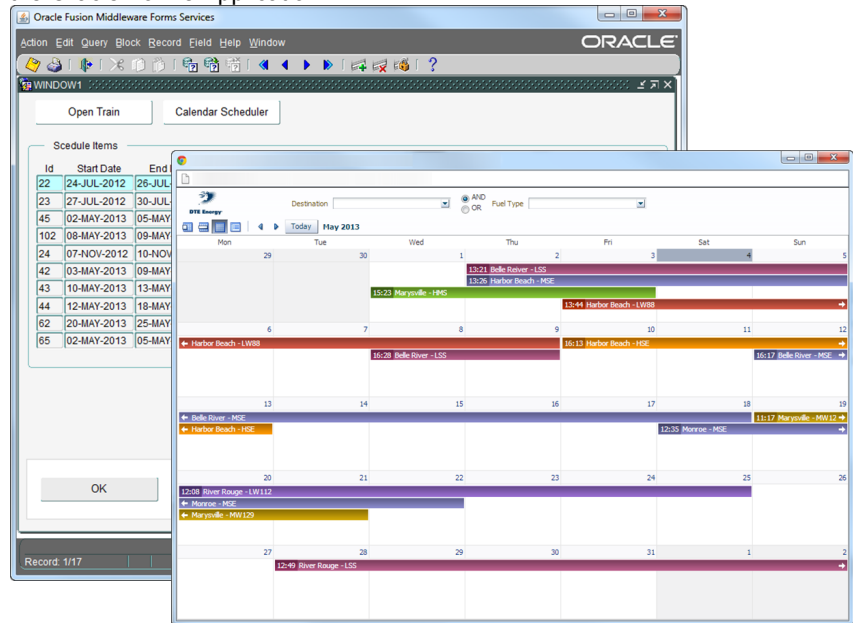 Oracle Fusion Middleware Forms Services
Action Edit Query Block Record Field Help Window
ORACLE
WINDOW1
Open Train Calendar Scheduler
Scedule Items
Id Start Date End
22 24-JUL-2012 26-JUL-
23 27-JUL-2012 30-JUL-
45 02-MAY-2013 05-MAY
102 08-MAY-2013 09-MAY
24 07-NOV-2012 10-NOV
42 03-MAY-2013 09-MAY
43 10-MAY-2013 13-MAY
44 12-MAY-2013 18-MAY
62 20-MAY-2013 25-MAY
65 02-MAY-2013 05-MAY
OK
Record: 1/17
DTE Energy
Destination
AND
OR
Fuel Type
Today May 2013
Mon Tue Wed Thu Fri Sat Sun
29 30 1 2 3 4 5
13:21 Belle Reiver - LSS
13:26 Harbor Beach - MSE
15:23 Marysville - HMS
13:44 Harbor Beach - LW88
6 7 8 9 10 11 12
Harbor Beach - LW88 16:13 Harbor Beach - HSE
16:28 Belle River - LSS 16:17 Belle River - MSE
13 14 15 16 17 18 19
Belle River - MSE 11:17 Marysville - MW12
Harbor Beach - HSE 12:35 Monroe - MSE
20 21 22 23 24 25 26
12:08 River Rouge - LW112
Monroe - MSE
Marysville - MW129
27 28 29 30 31 1 2
12:49 River Rouge - LSS